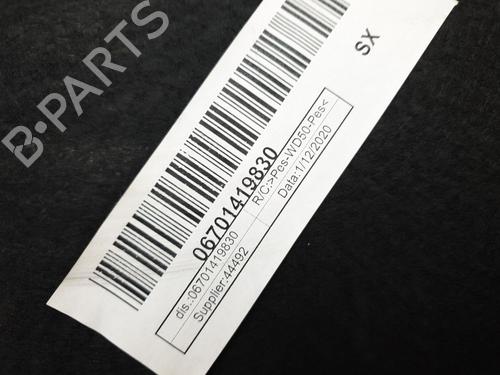 B-PARTS
SX
06701419830
dis.:06701419830
R/C:>Pes-WD50-Pes<
Supplier:44492
Data:1/12/2020